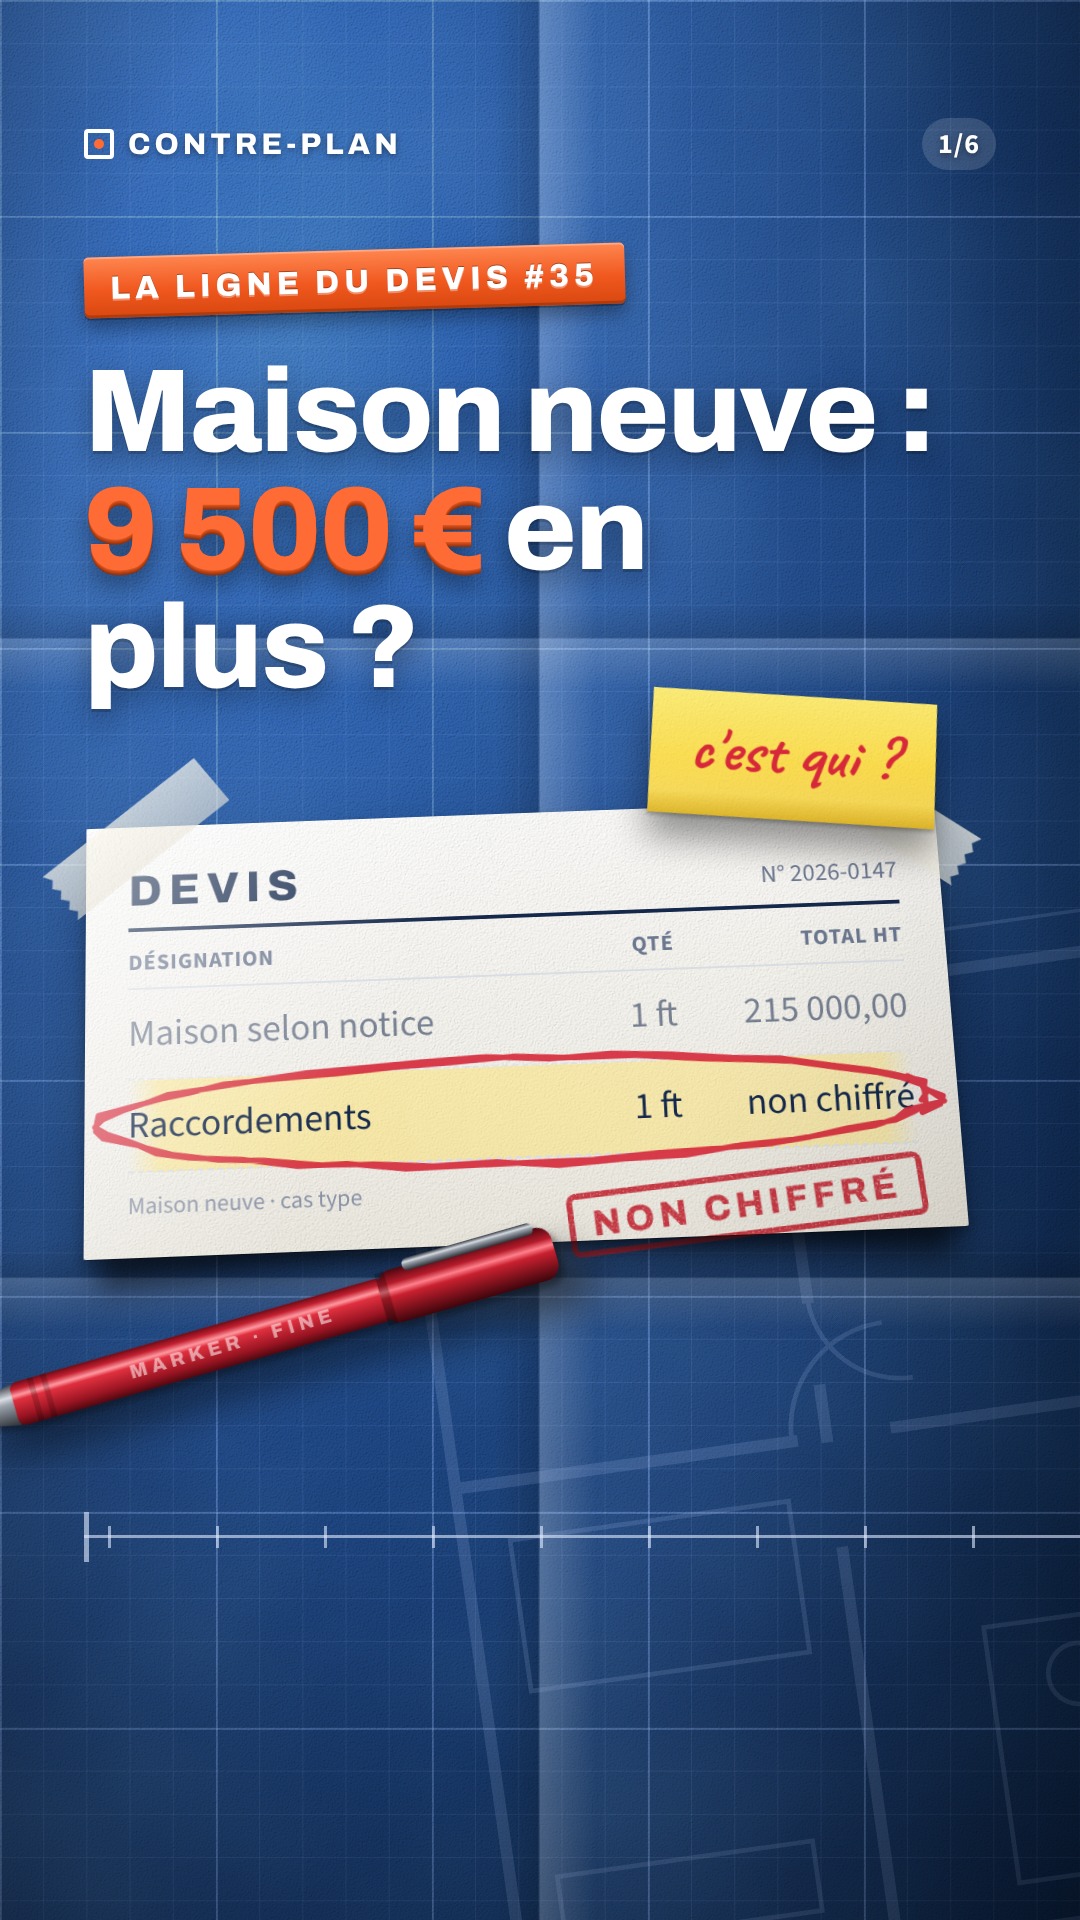 CONTRE-PLAN
1/6
LA LIGNE DU DEVIS #35
Maison neuve :
9 500 € en
plus ?
c'est qui ?
DEVIS
N° 2026-0147
DÉSIGNATION QTÉ TOTAL HT
Maison selon notice 1 ft 215 000,00
Raccordements 1 ft non chiffré
Maison neuve · cas type
NON CHIFFRÉ
MARKER · FINE